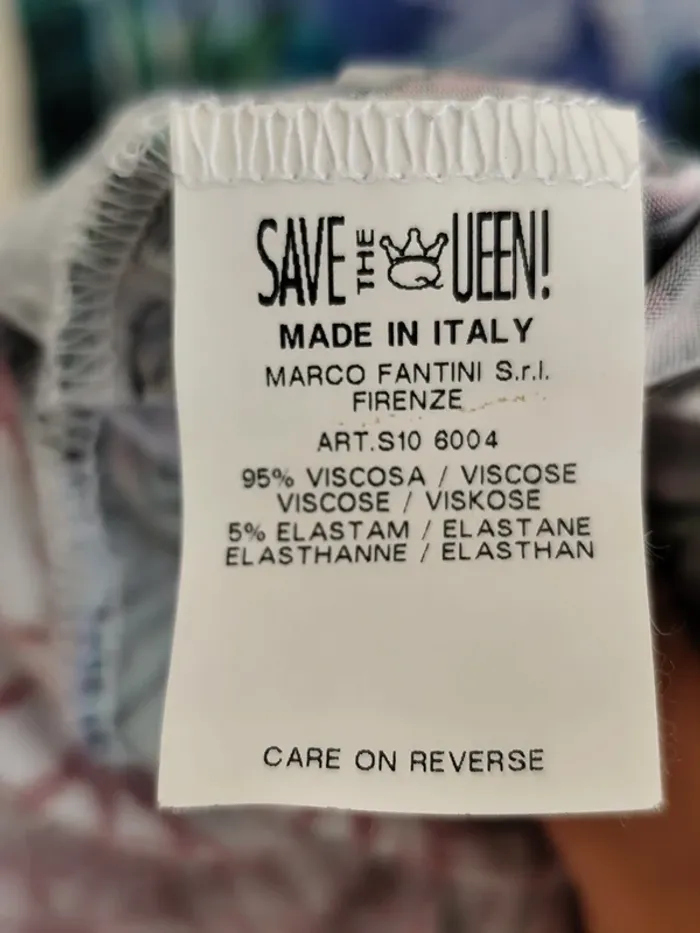 SAVE THE QUEEN!
MADE IN ITALY
MARCO FANTINI S.r.l.
FIRENZE
ART.S10 6004
95% VISCOSA / VISCOSE
VISCOSE / VISKOSE
5% ELASTAM / ELASTANE
ELASTHANNE / ELASTHAN
CARE ON REVERSE